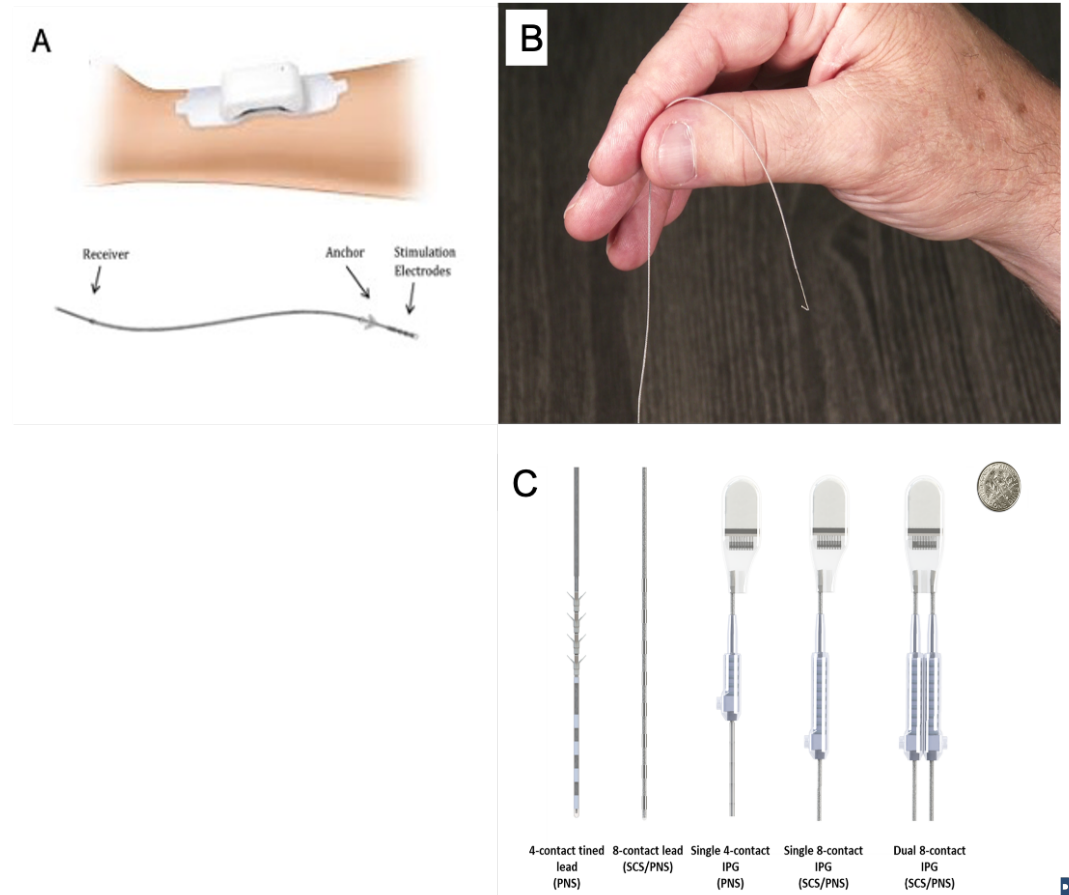 A
Receiver
Anchor
Stimulation
Electrodes
B
C
4-contact tined
lead
(PNS)
8-contact lead
(SCS/PNS)
Single 4-contact
IPG
(PNS)
Single 8-contact
IPG
(SCS/PNS)
Dual 8-contact
IPG
(SCS/PNS)